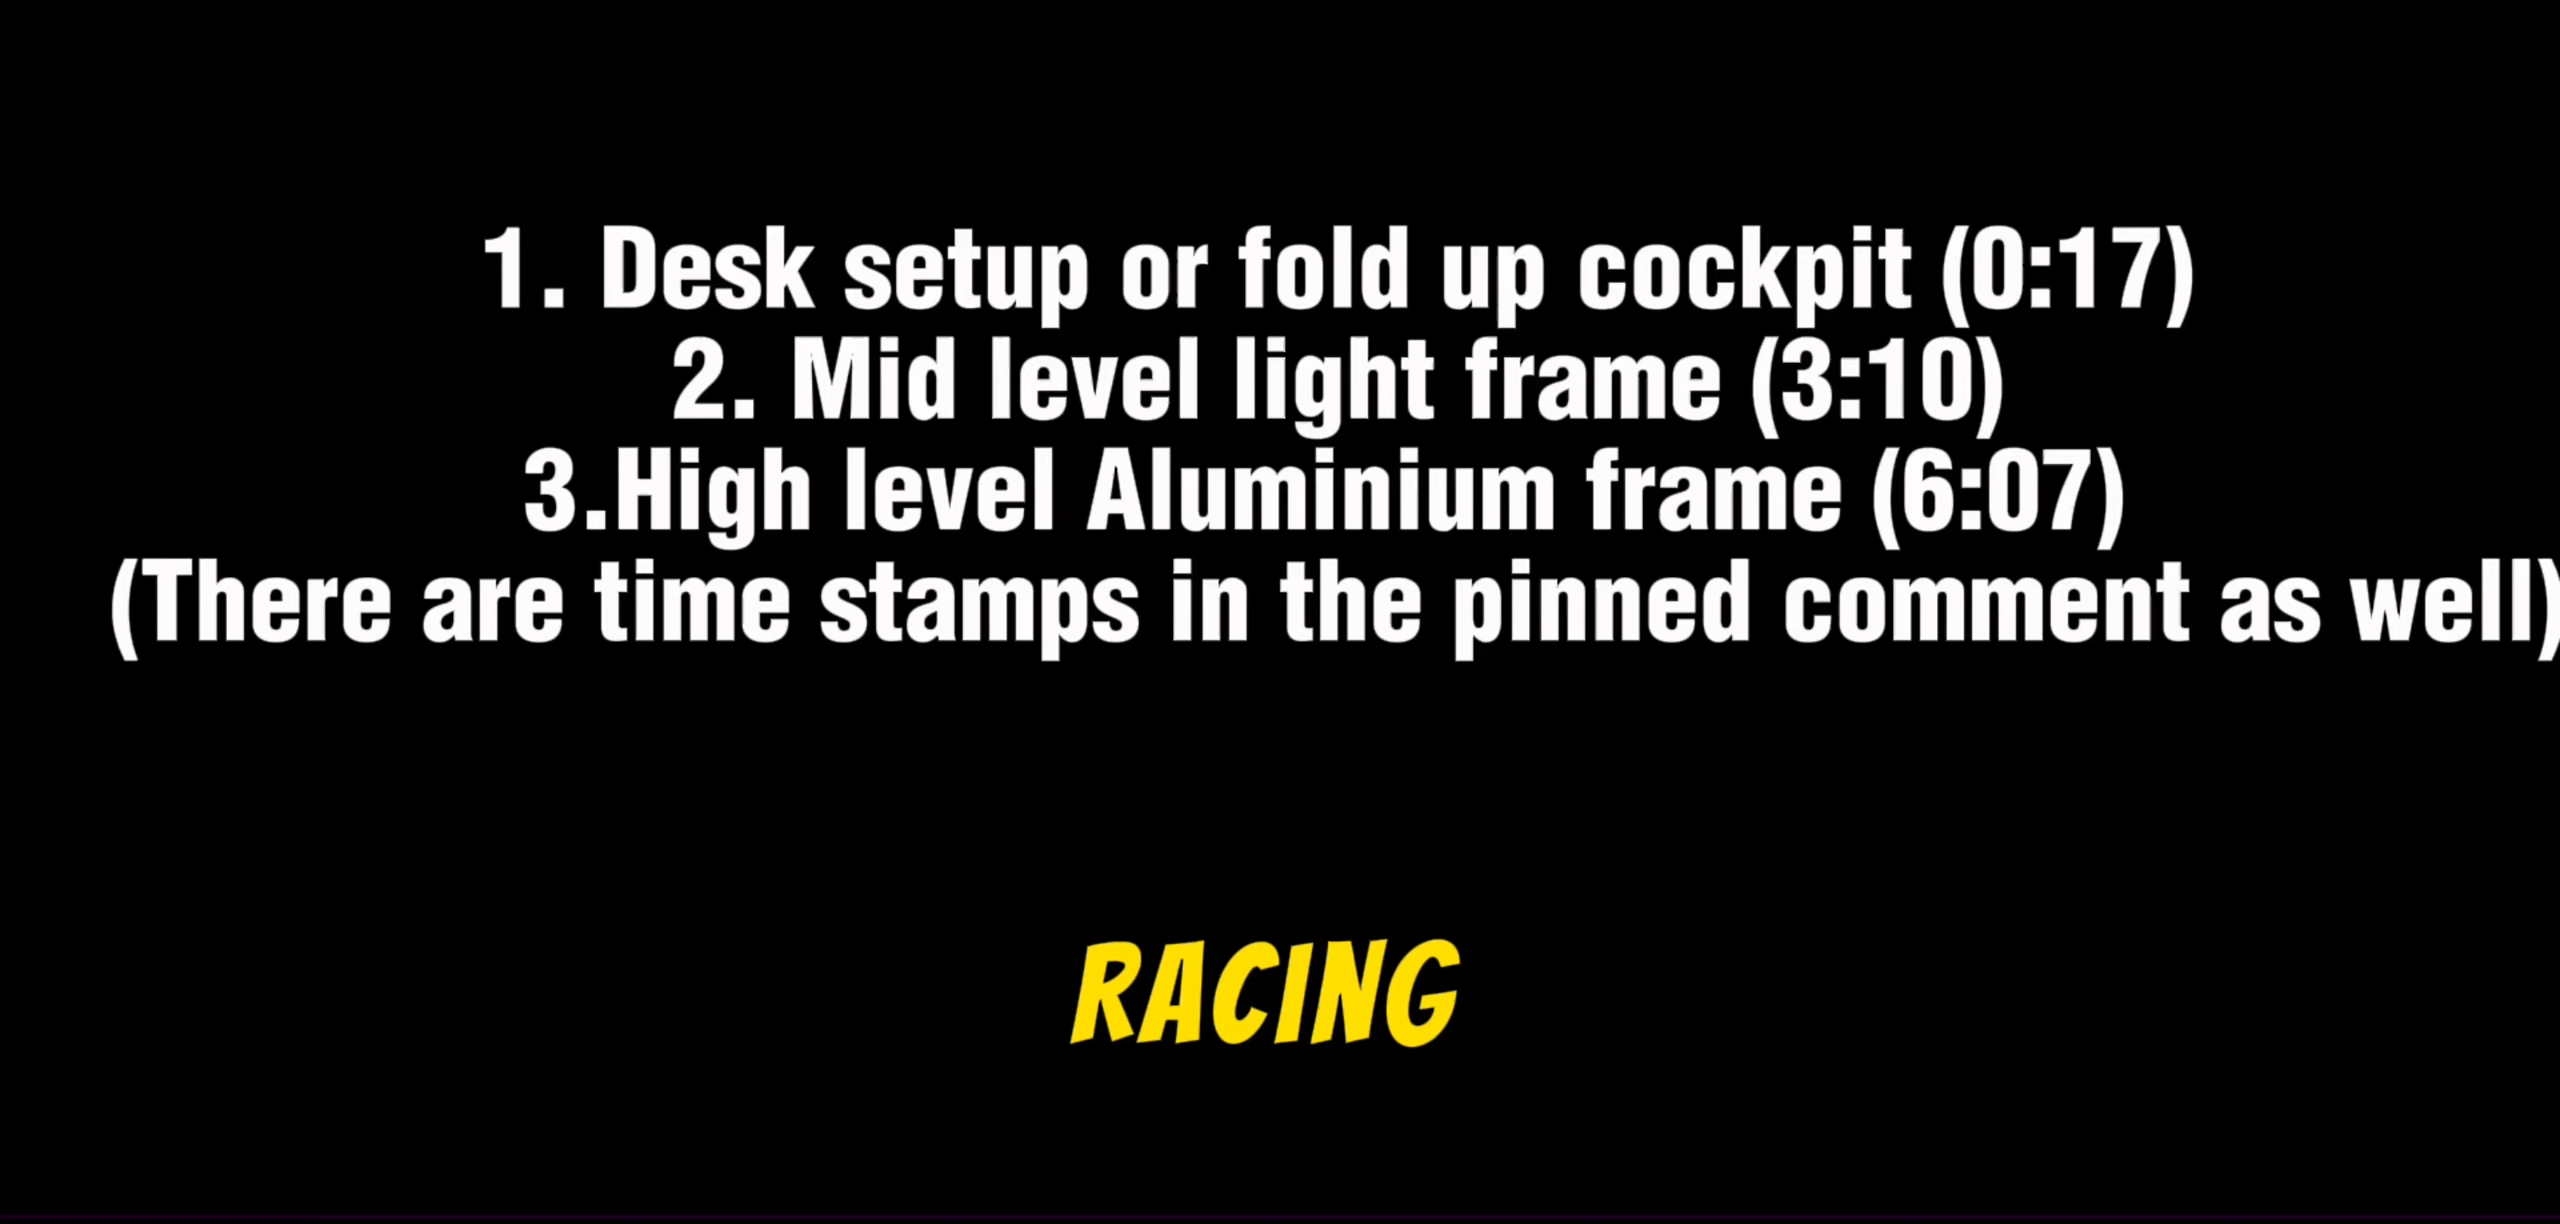 1. Desk setup or fold up cockpit (0:17)
2. Mid level light frame (3:10)
3.High level Aluminium frame (6:07)
(There are time stamps in the pinned comment as well)
RACING